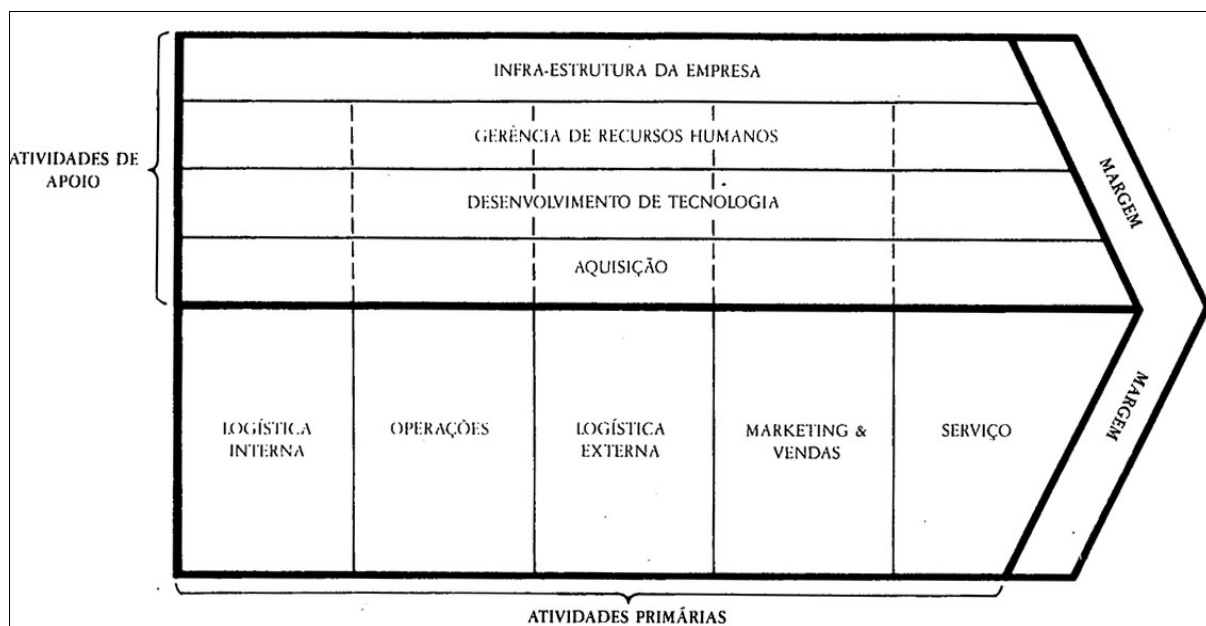 INFRA-ESTRUTURA DA EMPRESA
GERÊNCIA DE RECURSOS HUMANOS
ATIVIDADES DE
APOIO
DESENVOLVIMENTO DE TECNOLOGIA
AQUISIÇÃO
MARGEM
LOGÍSTICA
INTERNA
OPERAÇÕES
LOGÍSTICA
EXTERNA
MARKETING &
VENDAS
SERVIÇO
MARGEM
ATIVIDADES PRIMÁRIAS